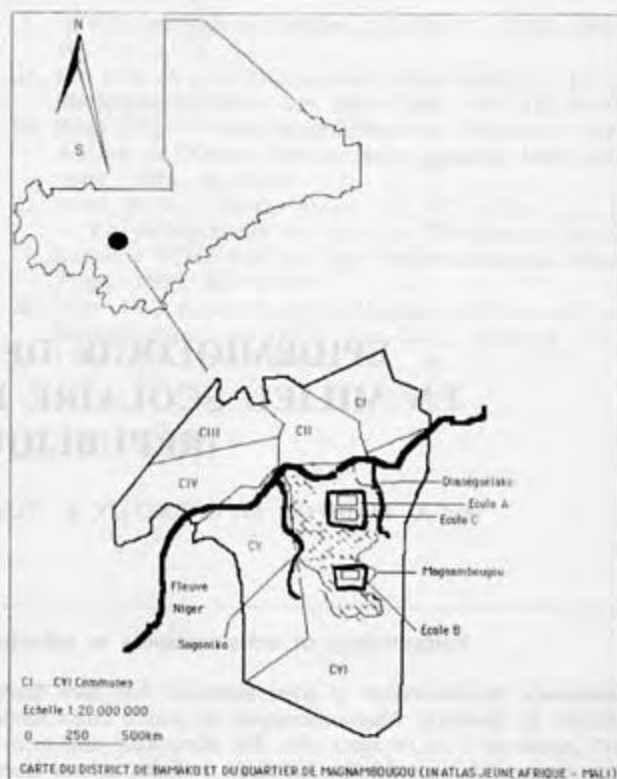 N
S
CI
CII
CIII
CIV
Ecole A
Ecole C
CV
Magnambougou
Fleuve
Niger
Sogoniko
Ecole B
CVI
CI ... CVI Communes
Echelle 1.20 000 000
0 250 500km
CARTE DU DISTRICT DE BAMAKO ET DU QUARTIER DE MAGNAMBOUGOU (IN ATLAS JEUNE AFRIQUE - MALI)